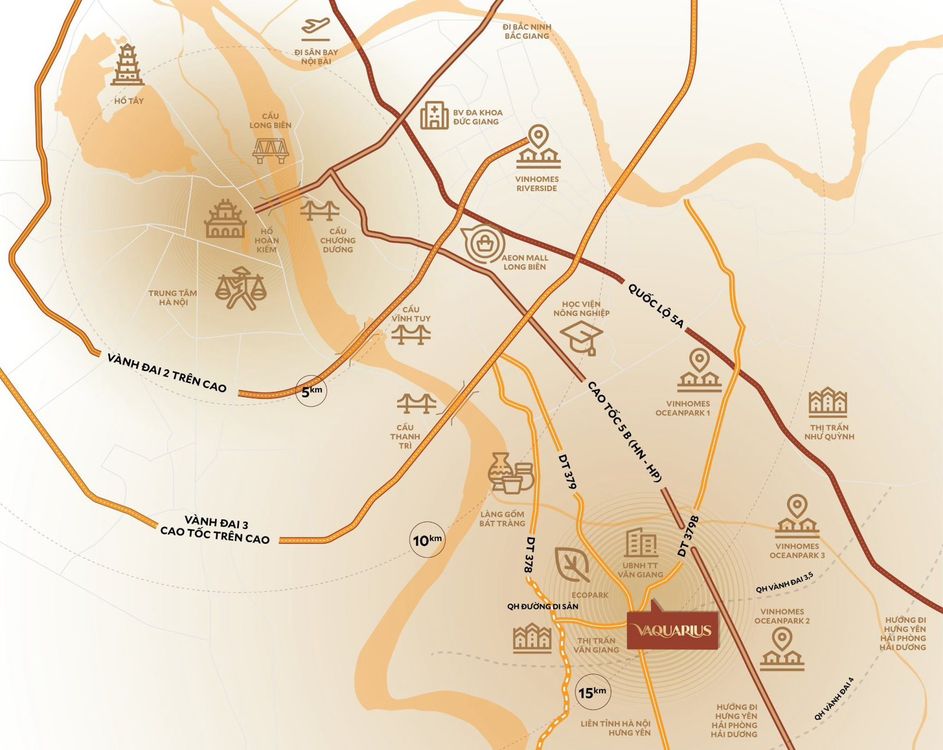 ĐI BẮC NINH
BẮC GIANG
ĐI SÂN BAY
NỘI BÀI
HỒ TÂY
CẦU
LONG BIÊN
BV ĐA KHOA
ĐỨC GIANG
VINHOMES
RIVERSIDE
HỒ
HOÀN
KIẾM
CẦU
CHƯƠNG
DƯƠNG
AEON MALL
LONG BIÊN
TRUNG TÂM
HÀ NỘI
CẦU
VĨNH TUY
HỌC VIỆN
NÔNG NGHIỆP
QUỐC LỘ 5A
VÀNH ĐAI 2 TRÊN CAO
5km
VINHOMES
OCEANPARK 1
CẦU
THANH
TRÌ
CAO TỐC 5 B (HN - HP)
THỊ TRẤN
NHƯ QUỲNH
DT 379
LÀNG GỐM
BÁT TRÀNG
VÀNH ĐAI 3
CAO TỐC TRÊN CAO
10km
DT 378
DT 379B
VINHOMES
OCEANPARK 3
UBNH TT
VĂN GIANG
ECOPARK
QH VÀNH ĐAI 3,5
QH ĐƯỜNG DI SẢN
VINHOMES
OCEANPARK 2
VAQUARIUS
THỊ TRẤN
VĂN GIANG
HƯỚNG ĐI
HƯNG YÊN
HẢI PHÒNG
HẢI DƯƠNG
15km
QH VÀNH ĐAI 4
LIÊN TỈNH HÀ NỘI
HƯNG YÊN
HƯỚNG ĐI
HƯNG YÊN
HẢI PHÒNG
HẢI DƯƠNG